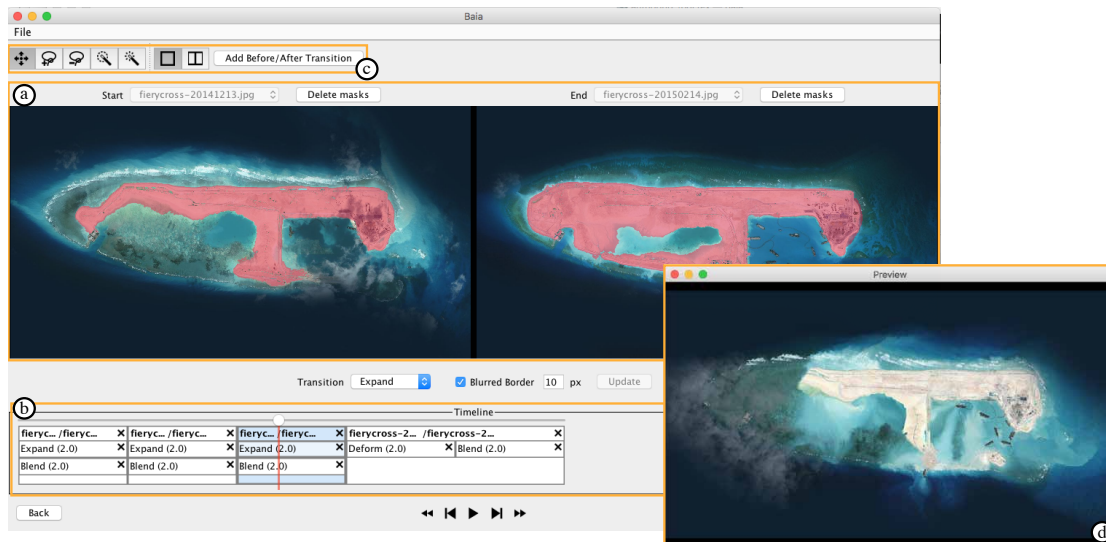 Baia
File
Add Before/After Transition
c
a
Start fierycross-20141213.jpg Delete masks
End fierycross-20150214.jpg Delete masks
Preview
Transition Expand Blurred Border 10 px Update
b
Timeline
fieryc... /fieryc... X fieryc... /fieryc... X fieryc... /fieryc... X fierycross-2... /fierycross-2... X
Expand (2.0) X Expand (2.0) X Expand (2.0) X Deform (2.0) X Blend (2.0) X
Blend (2.0) X Blend (2.0) X Blend (2.0) X
Back
d